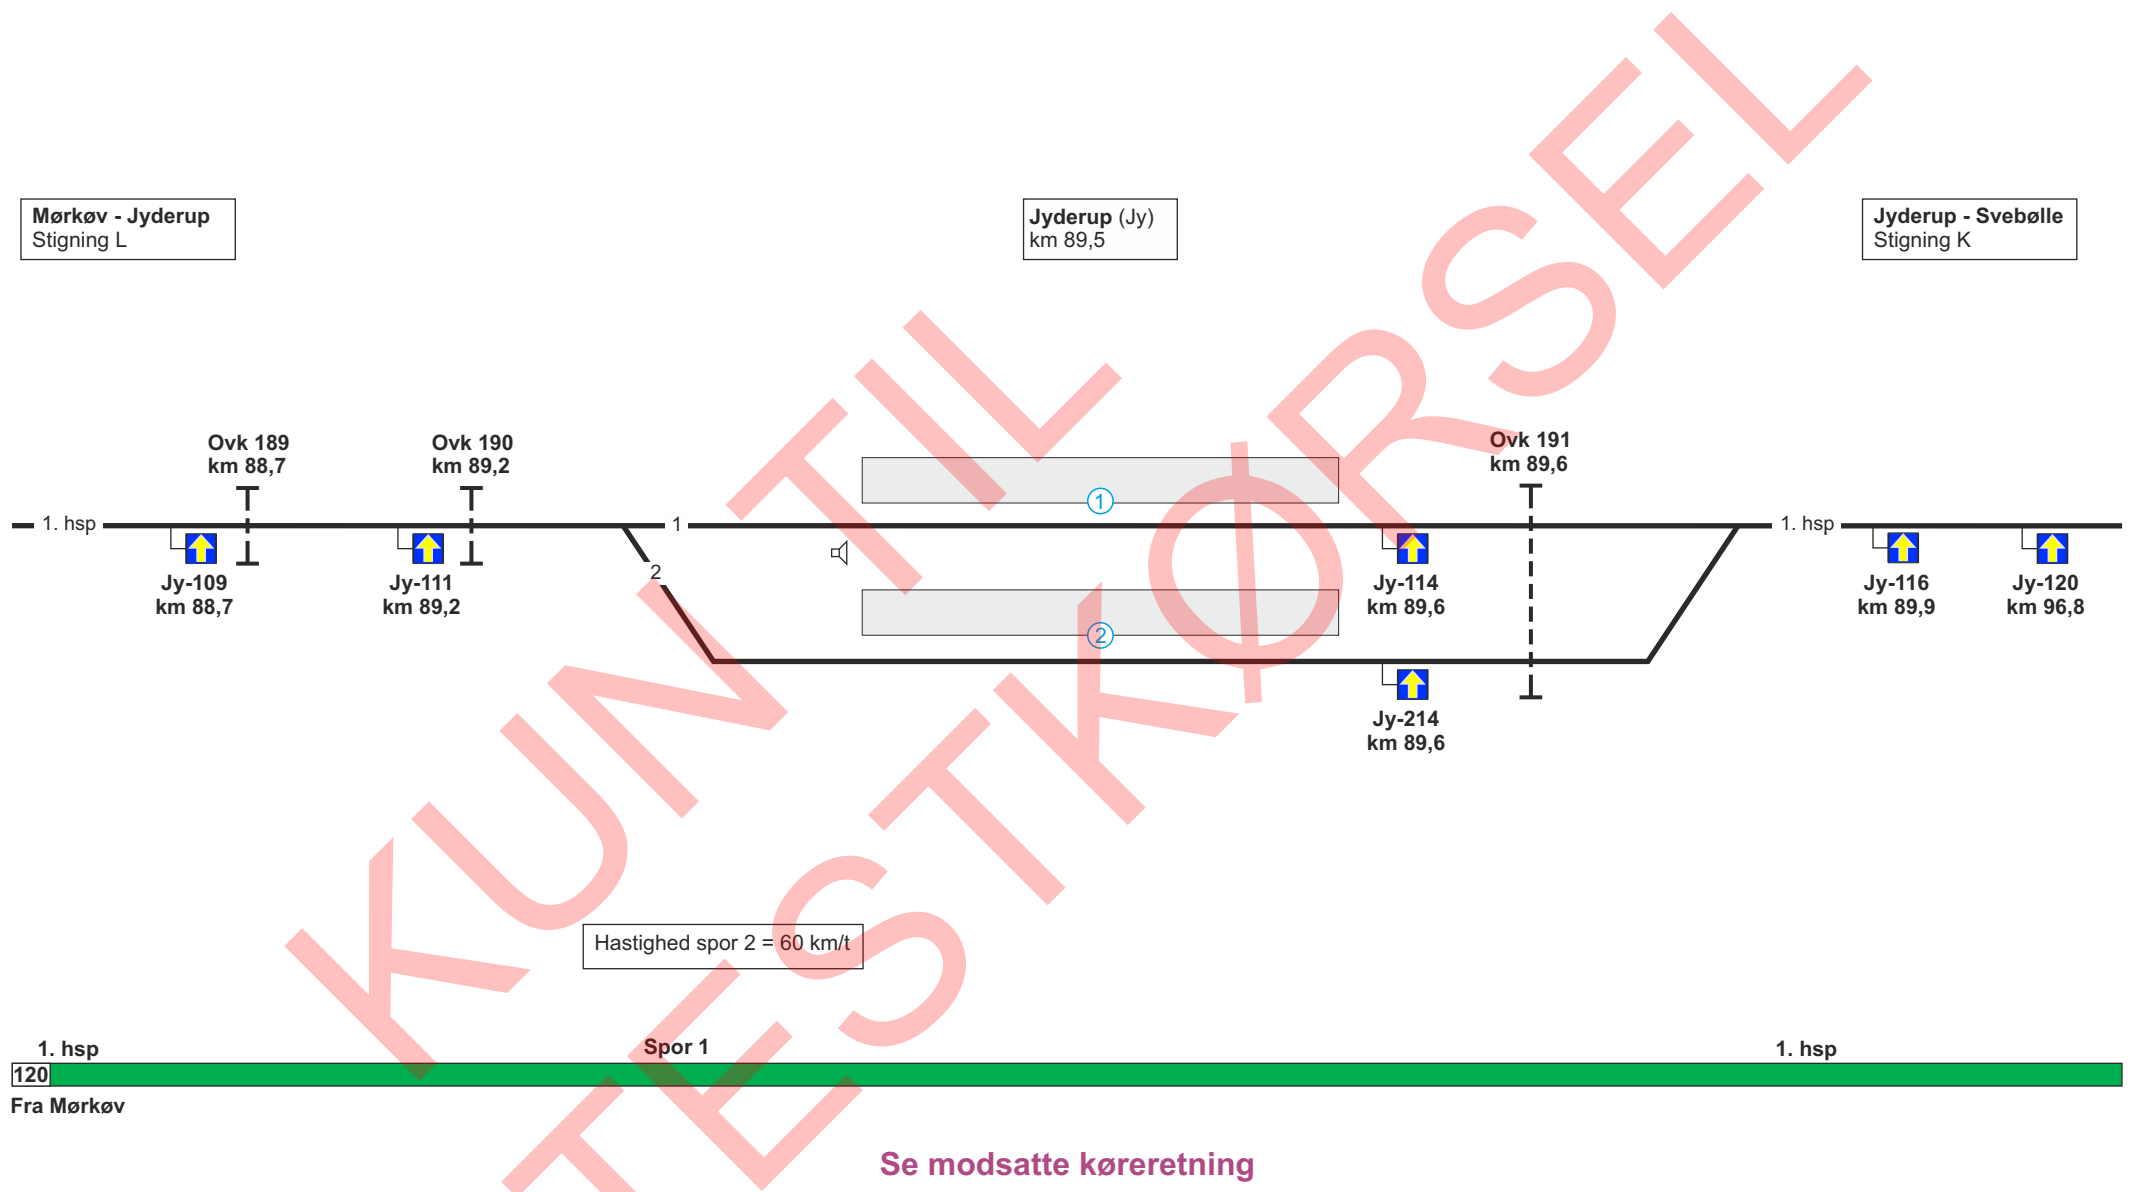 Mørkøv - Jyderup
Stigning L
Jyderup (Jy)
km 89,5
Jyderup - Svebølle
Stigning K
Ovk 189
km 88,7
Ovk 190
km 89,2
Ovk 191
km 89,6
1. hsp
1
1
1. hsp
2
2
Jy-109
km 88,7
Jy-111
km 89,2
Jy-114
km 89,6
Jy-116
km 89,9
Jy-120
km 96,8
Jy-214
km 89,6
KUN TIL
TESTKØRSEL
Hastighed spor 2 = 60 km/t
1. hsp
Spor 1
1. hsp
120
Fra Mørkøv
Se modsatte køreretning